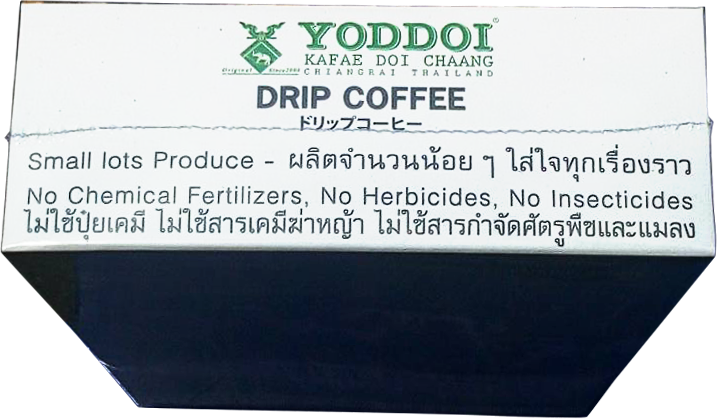 YODDOI
KAFAE DOI CHAANG
Original Since2006
CHIANGRAI THAILAND
DRIP COFFEE
ドリップコーヒー
Small lots Produce - ผลิตจำนวนน้อย ๆ ใส่ใจทุกเรื่องราว
No Chemical Fertilizers, No Herbicides, No Insecticides
ไม่ใช้ปุ๋ยเคมี ไม่ใช้สารเคมีฆ่าหญ้า ไม่ใช้สารกำจัดศัตรูพืชและแมลง